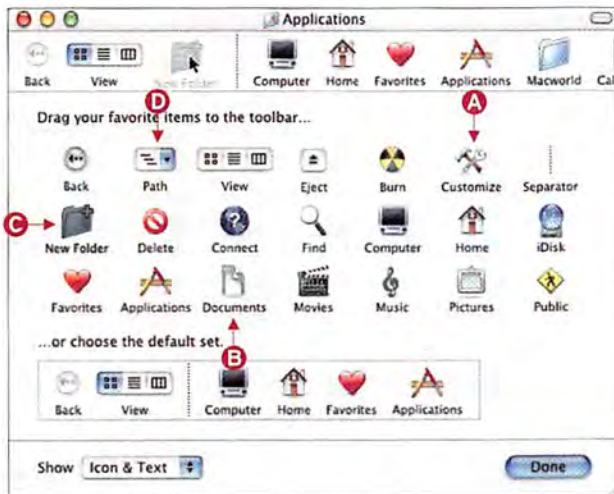 Applications
Back View New Folder Computer Home Favorites Applications Macworld Cal
D A
Drag your favorite items to the toolbar...
Back Path View Eject Burn Customize Separator
C
New Folder Delete Connect Find Computer Home iDisk
Favorites Applications Documents Movies Music Pictures Public
...or choose the default set.
B
Back View Computer Home Favorites Applications
Show Icon & Text Done